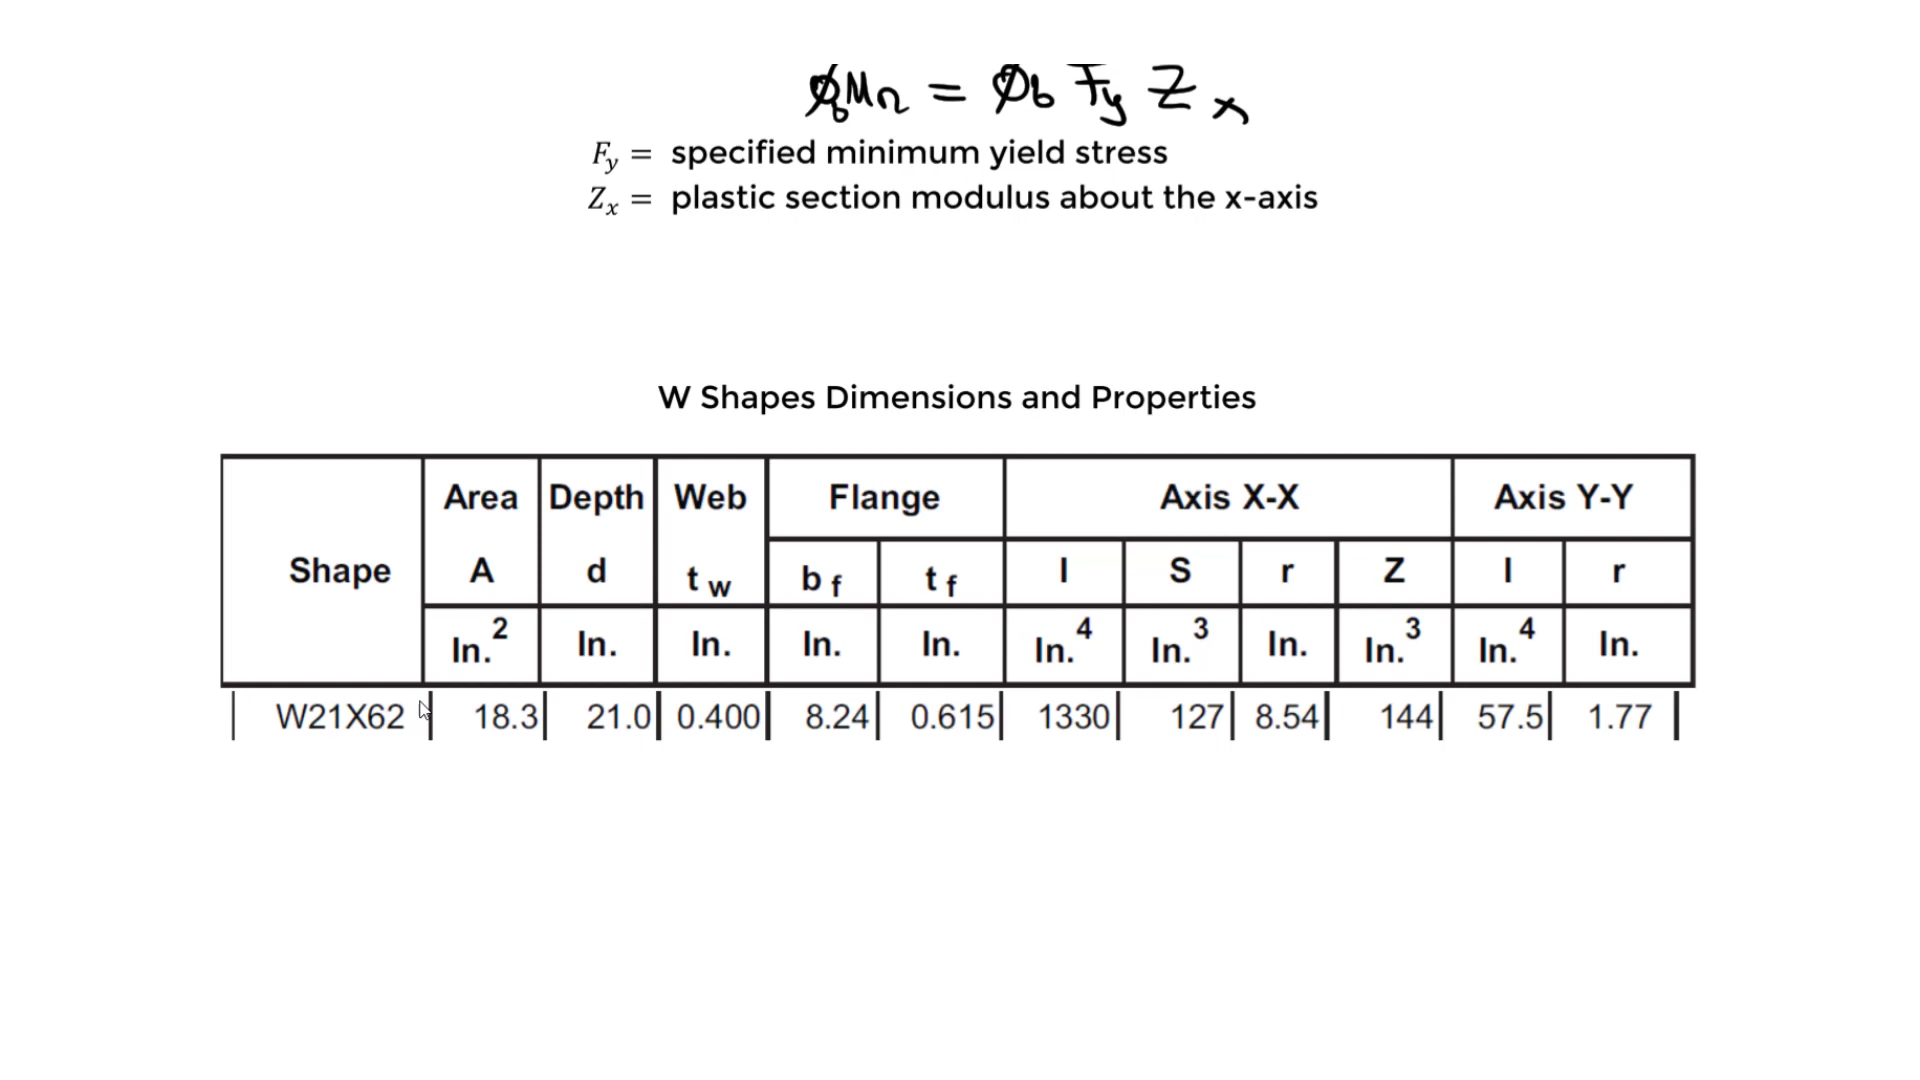 ϕbMn = ϕb Fy Zx
Fy = specified minimum yield stress
Zx = plastic section modulus about the x-axis
W Shapes Dimensions and Properties
Shape Area Depth Web Flange Axis X-X Axis Y-Y
A d tw bf tf I S r Z I r
In.² In. In. In. In. In.⁴ In.³ In. In.³ In.⁴ In.
W21X62 18.3 21.0 0.400 8.24 0.615 1330 127 8.54 144 57.5 1.77